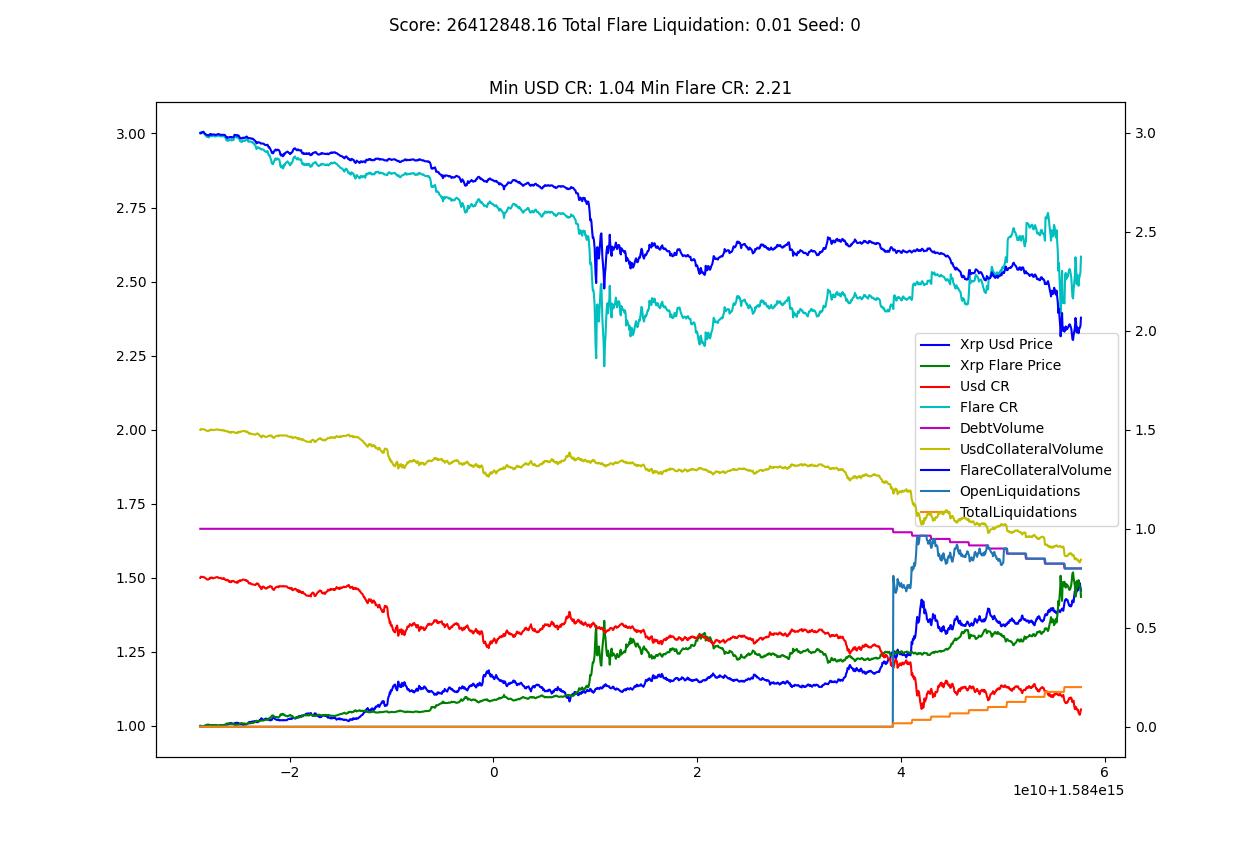 Score: 26412848.16 Total Flare Liquidation: 0.01 Seed: 0
Min USD CR: 1.04 Min Flare CR: 2.21
3.00
2.75
2.50
2.25
2.00
1.75
1.50
1.25
1.00
3.0
2.5
2.0
1.5
1.0
0.5
0.0
Xrp Usd Price
Xrp Flare Price
Usd CR
Flare CR
DebtVolume
UsdCollateralVolume
FlareCollateralVolume
OpenLiquidations
TotalLiquidations
−2 0 2 4 6
1e10+1.584e15